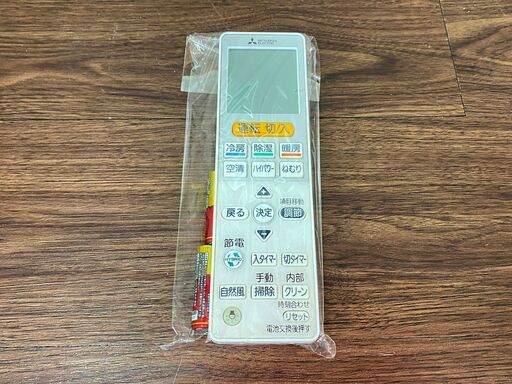 MITSUBISHI
ELECTRIC
運転 切/入
冷房 除湿 暖房
空清 ハイパワー ねむり
項目移動
戻る 決定 調節
節電
HYBRID 入タイマー 切タイマー
手動 内部
自然風 掃除 クリーン
時刻合わせ
リセット
電池交換後押す